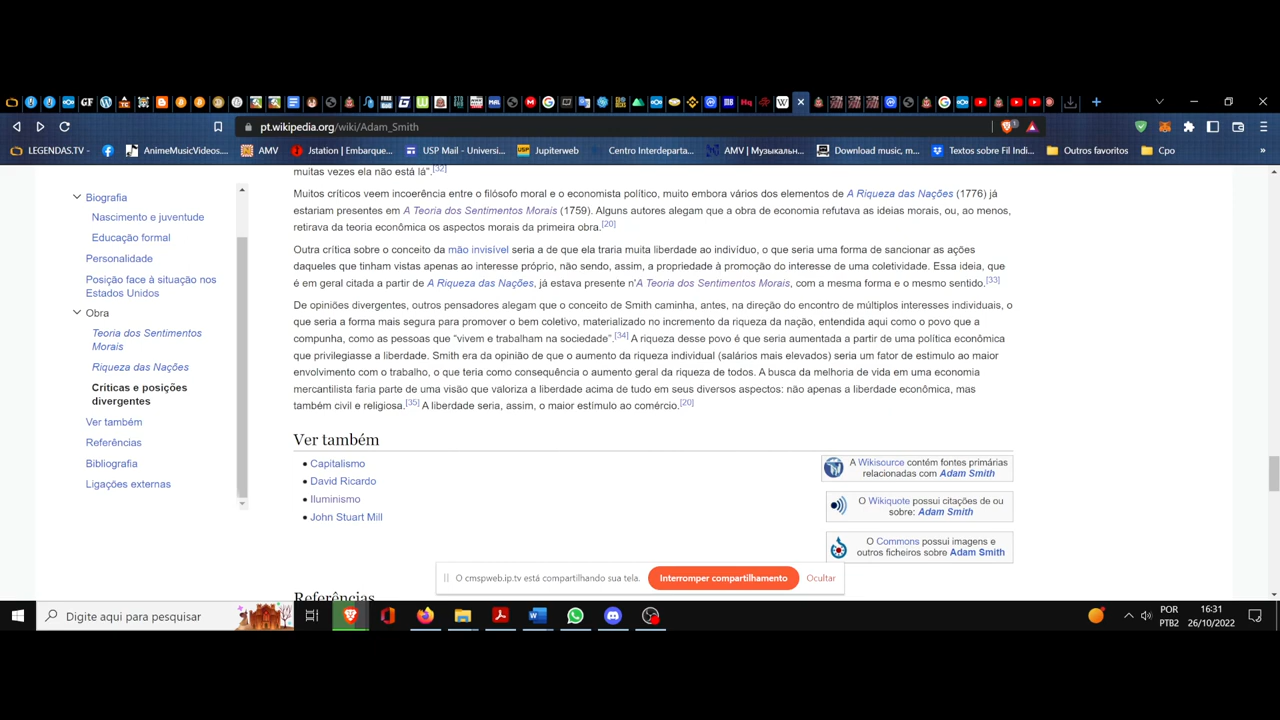 pt.wikipedia.org/wiki/Adam_Smith
LEGENDAS.TV
AnimeMusicVideos...
AMV
Jstation | Embarque...
USP Mail - Universi...
Jupiterweb
Centro Interdeparta...
AMV | Музыкальн...
Download music, m...
Textos sobre Fil Indi...
Outros favoritos
Cpo
Biografia
Nascimento e juventude
Educação formal
Personalidade
Posição face à situação nos
Estados Unidos
Obra
Teoria dos Sentimentos
Morais
Riqueza das Nações
Criticas e posições
divergentes
Ver também
Referências
Bibliografia
Ligações externas
muitas vezes ela não está lá".[32]
Muitos críticos veem incoerência entre o filósofo moral e o economista político, muito embora vários dos elementos de A Riqueza das Nações (1776) já
estariam presentes em A Teoria dos Sentimentos Morais (1759). Alguns autores alegam que a obra de economia refutava as ideias morais, ou, ao menos,
retirava da teoria econômica os aspectos morais da primeira obra.[20]
Outra crítica sobre o conceito da mão invisível seria a de que ela traria muita liberdade ao indivíduo, o que seria uma forma de sancionar as ações
daqueles que tinham vistas apenas ao interesse próprio, não sendo, assim, a propriedade à promoção do interesse de uma coletividade. Essa ideia, que
é em geral citada a partir de A Riqueza das Nações, já estava presente n'A Teoria dos Sentimentos Morais, com a mesma forma e o mesmo sentido.[33]
De opiniões divergentes, outros pensadores alegam que o conceito de Smith caminha, antes, na direção do encontro de múltiplos interesses individuais, o
que seria a forma mais segura para promover o bem coletivo, materializado no incremento da riqueza da nação, entendida aqui como o povo que a
compunha, como as pessoas que "vivem e trabalham na sociedade".[34] A riqueza desse povo é que seria aumentada a partir de uma política econômica
que privilegiasse a liberdade. Smith era da opinião de que o aumento da riqueza individual (salários mais elevados) seria um fator de estimulo ao maior
envolvimento com o trabalho, o que teria como consequência o aumento geral da riqueza de todos. A busca da melhoria de vida em uma economia
mercantilista faria parte de uma visão que valoriza a liberdade acima de tudo em seus diversos aspectos: não apenas a liberdade econômica, mas
também civil e religiosa.[35] A liberdade seria, assim, o maior estímulo ao comércio.[20]
Ver também
Capitalismo
David Ricardo
Iluminismo
John Stuart Mill
A Wikisource contém fontes primárias
relacionadas com Adam Smith
O Wikiquote possui citações de ou
sobre: Adam Smith
O Commons possui imagens e
outros ficheiros sobre Adam Smith
Referências
O cmspweb.ip.tv está compartilhando sua tela.
Interromper compartilhamento
Ocultar
Digite aqui para pesquisar
POR
PTB2
16:31
26/10/2022